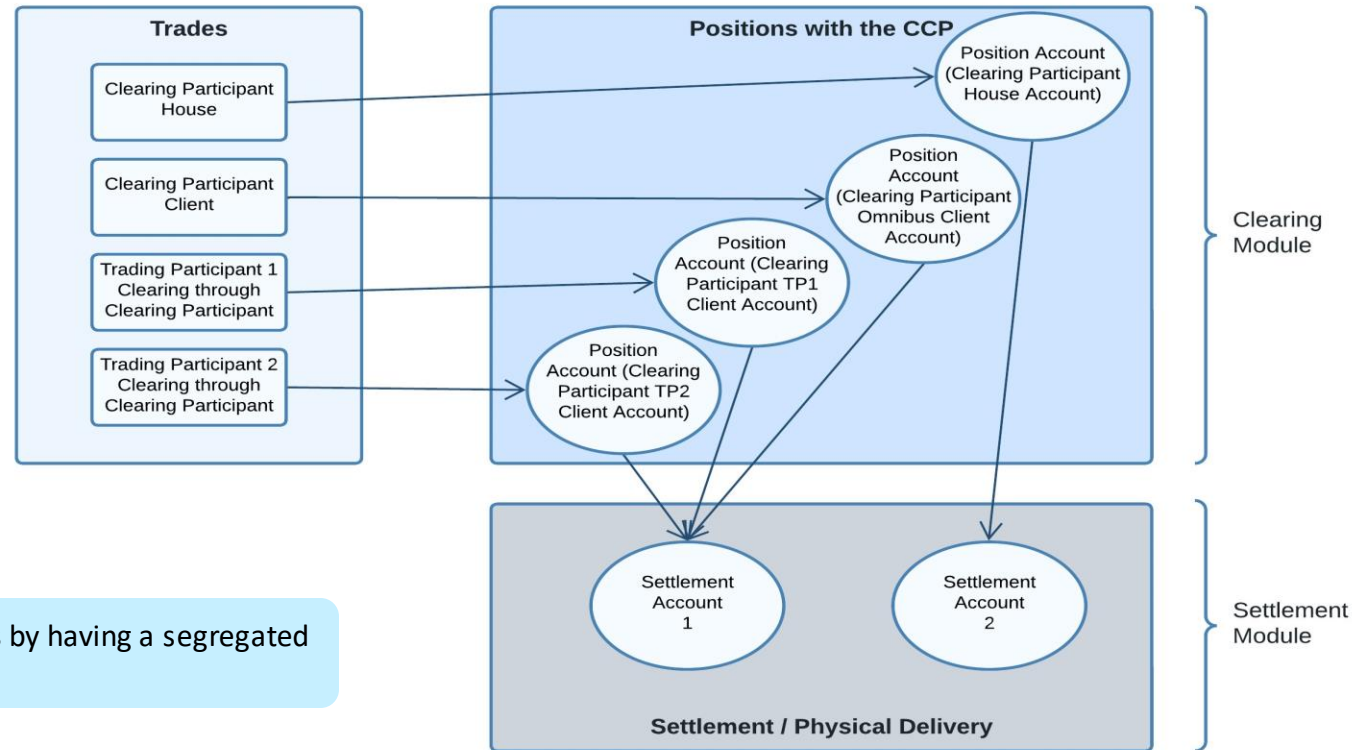 Trades
Clearing Participant
House
Clearing Participant
Client
Trading Participant 1
Clearing through
Clearing Participant
Trading Participant 2
Clearing through
Clearing Participant
Positions with the CCP
Position Account
(Clearing Participant
House Account)
Position
Account
(Clearing Participant
Omnibus Client
Account)
Position
Account (Clearing
Participant TP1
Client Account)
Position
Account (Clearing
Participant TP2
Client Account)
Clearing
Module
Settlement
Account
1
Settlement
Account
2
Settlement / Physical Delivery
Settlement
Module
by having a segregated